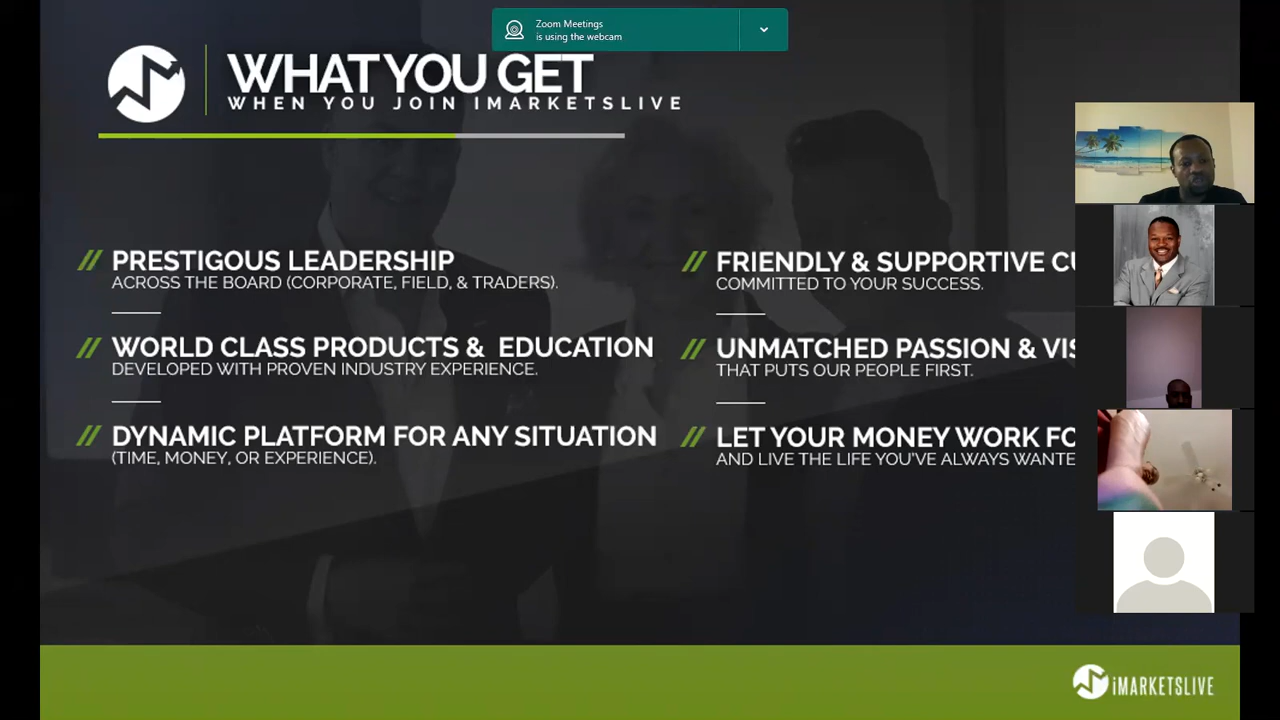 Zoom Meetings
is using the webcam
WHAT YOU GET
WHEN YOU JOIN IMARKETSLIVE
// PRESTIGOUS LEADERSHIP
ACROSS THE BOARD (CORPORATE, FIELD, & TRADERS).
// WORLD CLASS PRODUCTS & EDUCATION
DEVELOPED WITH PROVEN INDUSTRY EXPERIENCE.
// DYNAMIC PLATFORM FOR ANY SITUATION
(TIME, MONEY, OR EXPERIENCE).
// FRIENDLY & SUPPORTIVE
COMMITTED TO YOUR SUCCESS.
// UNMATCHED PASSION &
THAT PUTS OUR PEOPLE FIRST.
// LET YOUR MONEY WORK
AND LIVE THE LIFE YOU'VE ALWAYS
iMARKETSLIVE